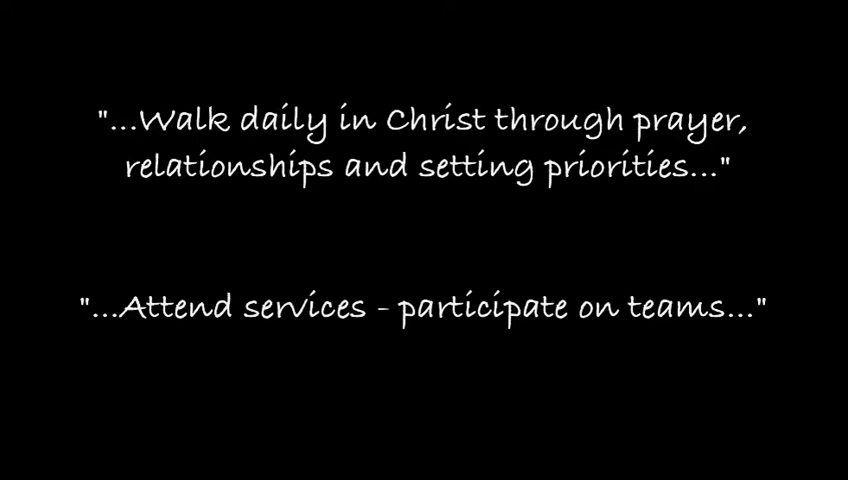 "...Walk daily in Christ through prayer,
relationships and setting priorities..."
"...Attend services - participate on teams..."